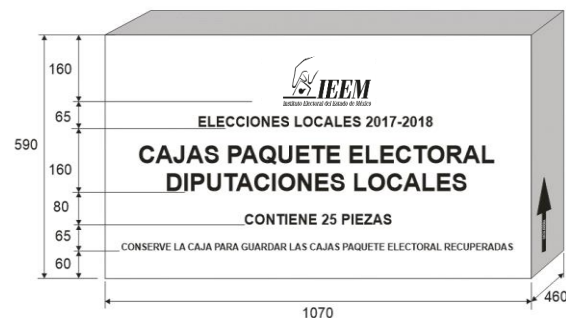 160
65
590
160
80
65
60
IEEM
Instituto Electoral del Estado de México
ELECCIONES LOCALES 2017-2018
CAJAS PAQUETE ELECTORAL
DIPUTACIONES LOCALES
CONTIENE 25 PIEZAS
CONSERVE LA CAJA PARA GUARDAR LAS CAJAS PAQUETE ELECTORAL RECUPERADAS
460
1070